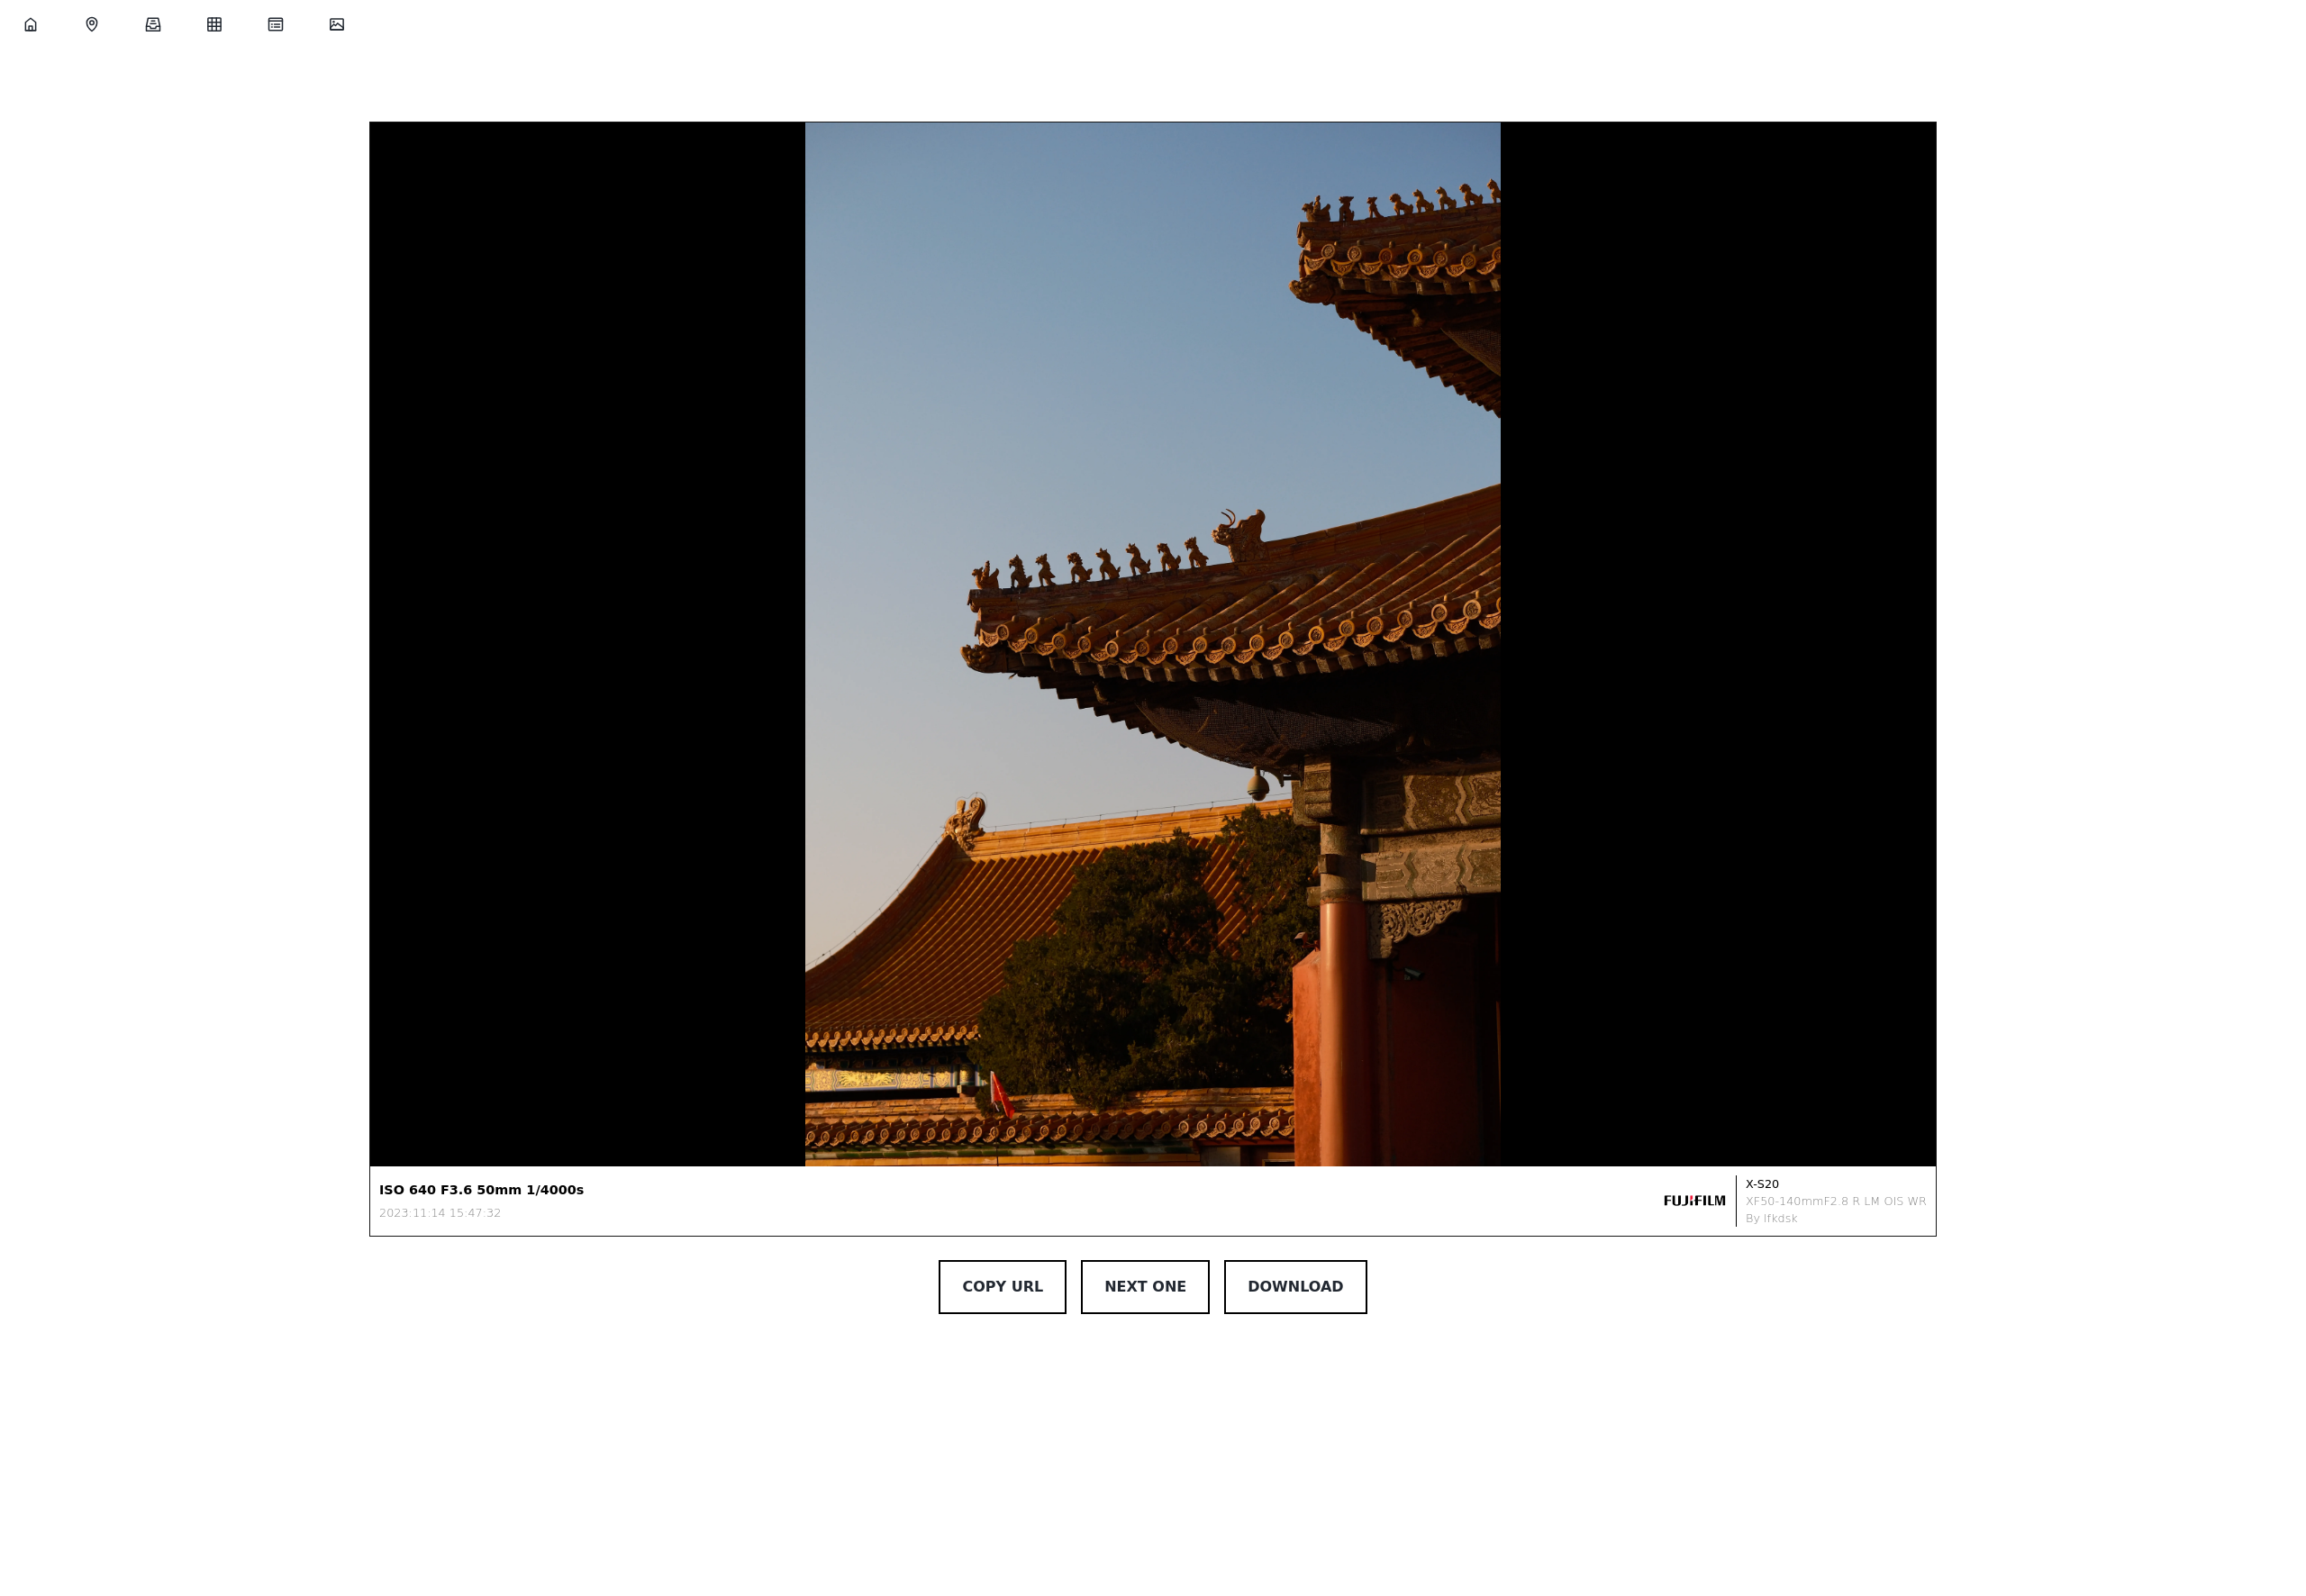 ISO 640 F3.6 50mm 1/4000s
2023:11:14 15:47:32
FUJIFILM
X-S20
XF50-140mmF2.8 R LM OIS WR
By lfkdsk
COPY URL
NEXT ONE
DOWNLOAD